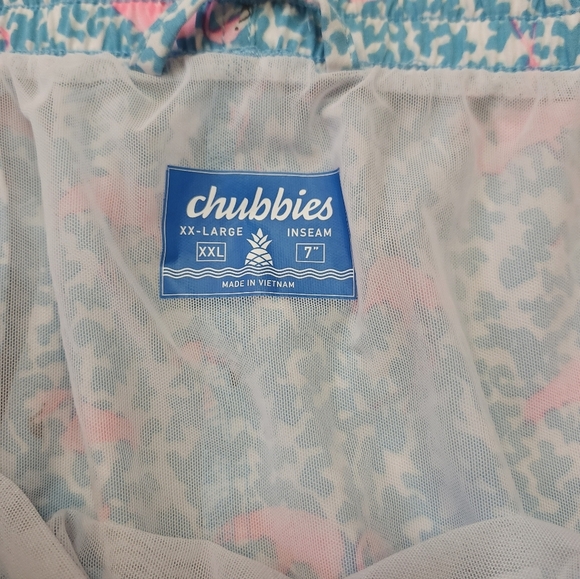 chubbies
XX-LARGE INSEAM
XXL 7"
MADE IN VIETNAM